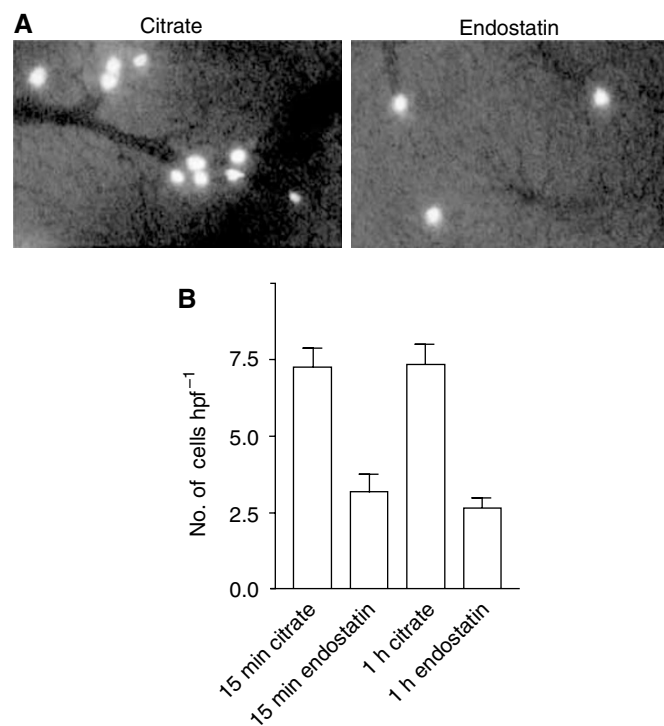 A
Citrate
Endostatin
B
No. of cells hpf⁻¹
7.5
5.0
2.5
0.0
15 min citrate
15 min endostatin
1 h citrate
1 h endostatin